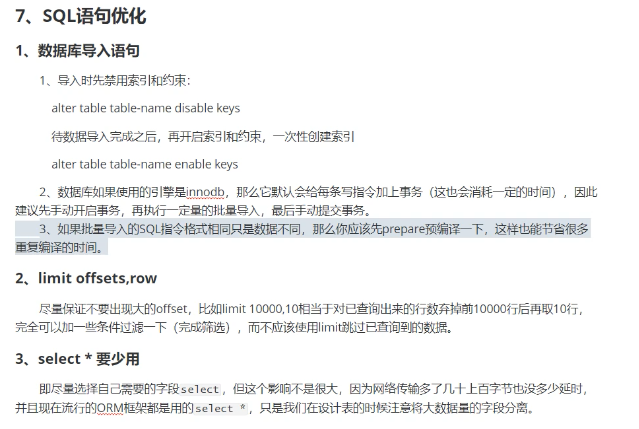 7、SQL语句优化
1、数据库导入语句
1、导入时先禁用索引和约束：
alter table table-name disable keys
待数据导入完成之后，再开启索引和约束，一次性创建索引
alter table table-name enable keys
2、数据库如果使用的引擎是innodb，那么它默认会给每条写指令加上事务（这也会消耗一定的时间），因此
建议先手动开启事务，再执行一定量的批量导入，最后手动提交事务。
3、如果批量导入的SQL指令格式相同只是数据不同，那么你应该先prepare预编译一下，这样也能节省很多
重复编译的时间。
2、limit offsets,row
尽量保证不要出现大的offset，比如limit 10000,10相当于对已查询出来的行数弃掉前10000行后再取10行，
完全可以加一些条件过滤一下（完成筛选），而不应该使用limit跳过已查询到的数据。
3、select * 要少用
即尽量选择自己需要的字段select，但这个影响不是很大，因为网络传输多了几十上百字节也没多少延时，
并且现在流行的ORM框架都是用的select *，只是我们在设计表的时候注意将大数据量的字段分离。